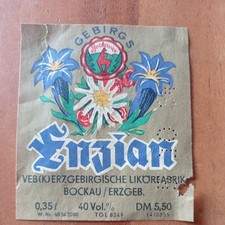 GEBIRGS
Enzian
VEB(K) ERZGEBIRGISCHE LIKÖRFABRIK
BOCKAU/ERZGEB.
0,35 l 40 Vol.% DM 5,50
TGL 8249